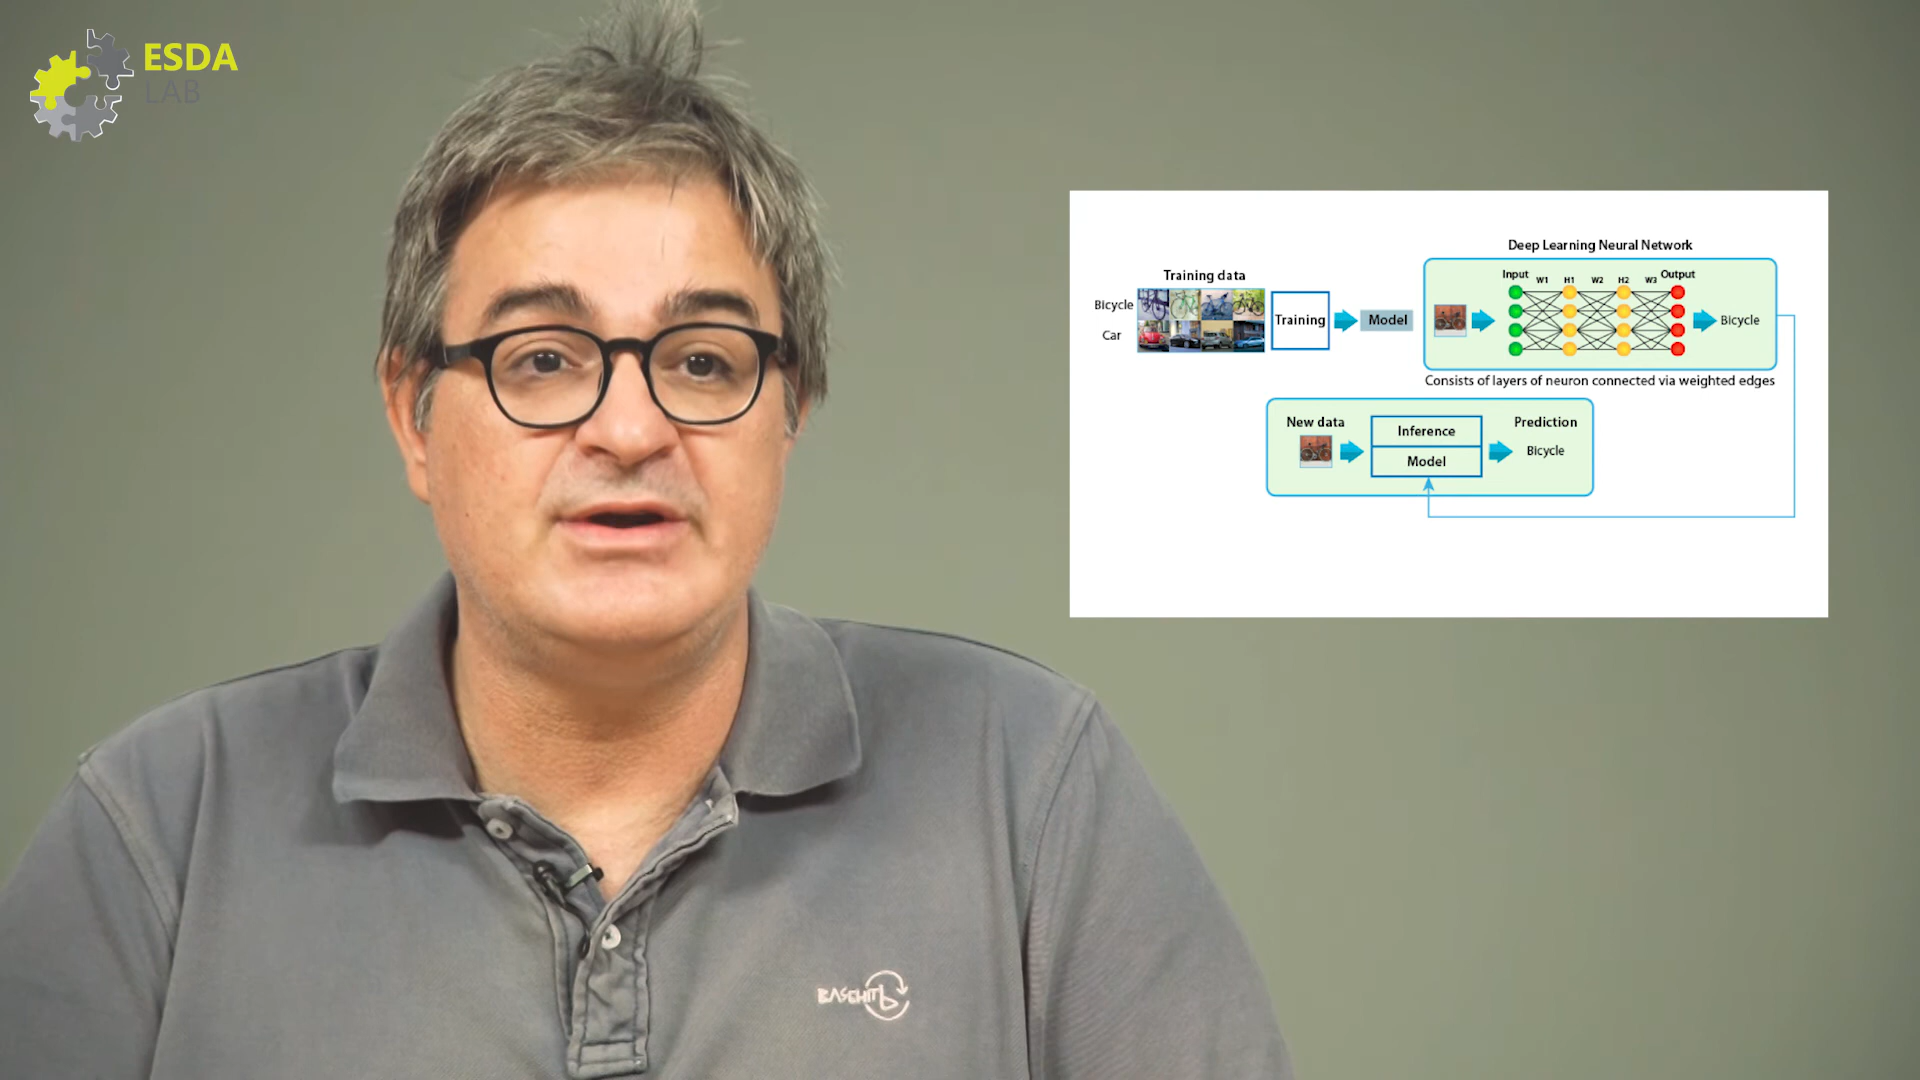 ESDA
LAB
Deep Learning Neural Network
Training data
Bicycle
Car
Training
Model
Input
W1
H1
W2
H2
W3
Output
Bicycle
Consists of layers of neuron connected via weighted edges
New data
Inference
Model
Prediction
Bicycle
BASEHIT b